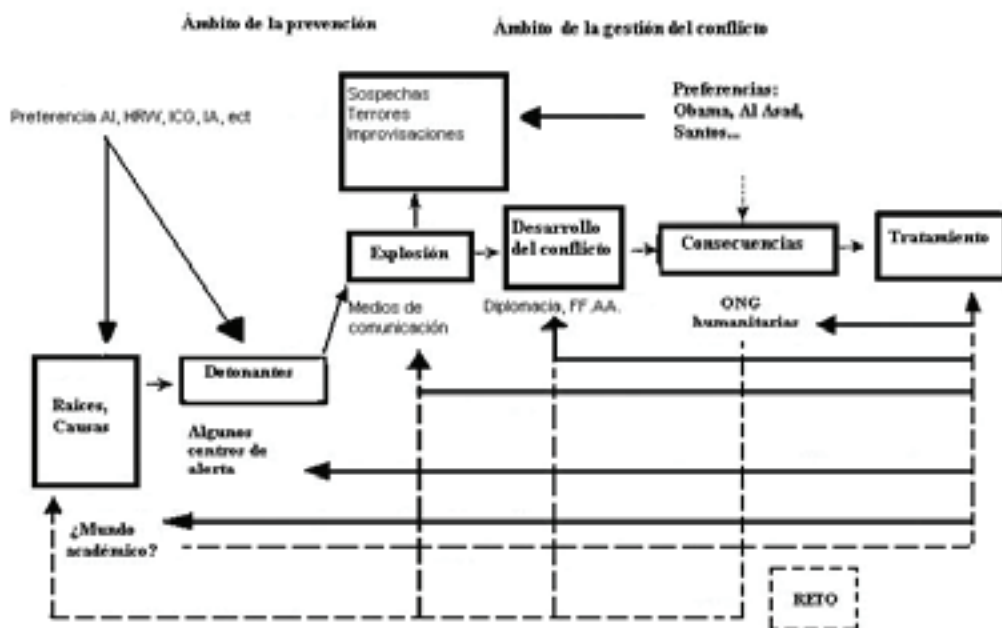 Ámbito de la prevención
Ámbito de la gestión del conflicto
Preferencia AI, HRW, ICG, IA, ect
Sospechas
Terrores
Improvisaciones
Preferencias:
Obama, Al Asad,
Santos...
Explosión
Desarrollo
del conflicto
Consecuencias
Tratamiento
Medios de
comunicación
Diplomacia, FF.AA.
ONG
humanitarias
Raíces,
Causas
Detonantes
Algunos
centros de
alerta
¿Mundo
académico?
RETO